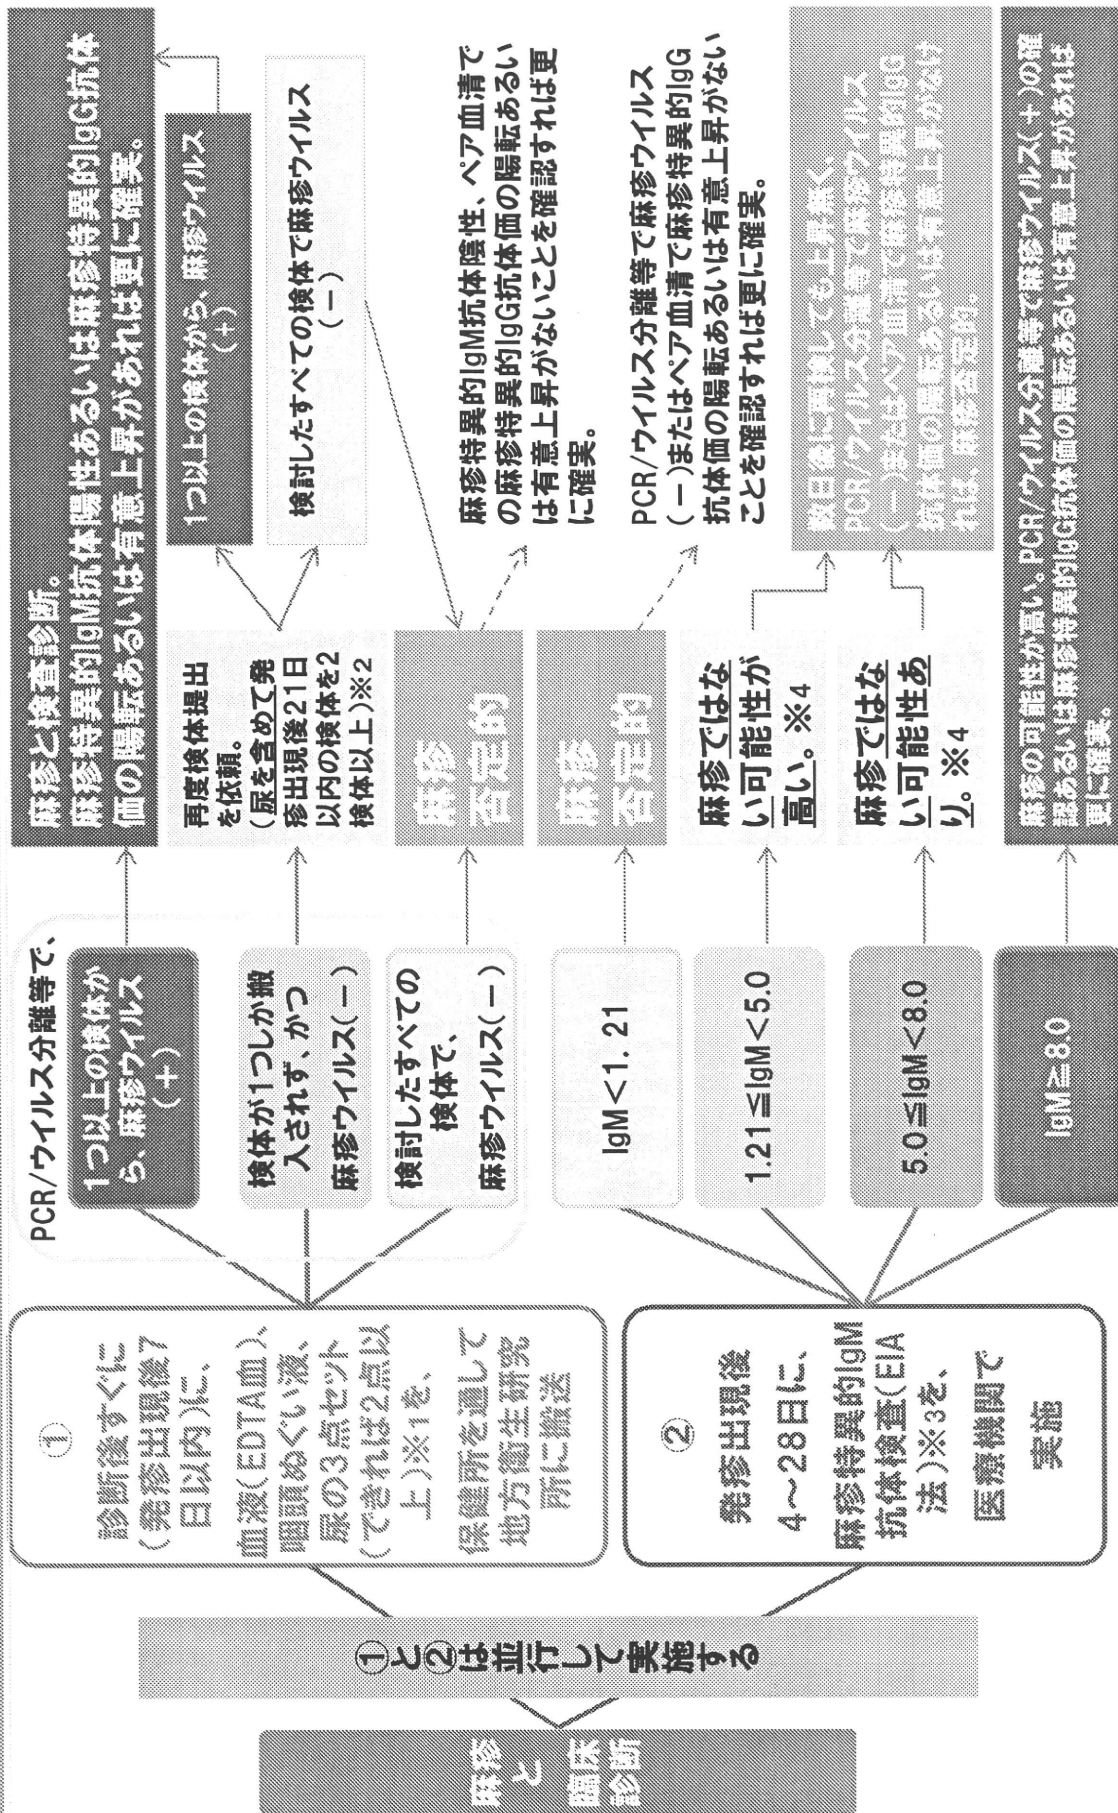 麻疹
と
臨床
診断
①と②は並行して実施する
①
診断後すぐに
(発疹出現後7
日以内)に、
血液(EDTA血)、
咽頭ぬぐい液、
尿の3点セット
(できれば2点以
上)※1を、
保健所を通して
地方衛生研究
所に搬送
②
発疹出現後
4～28日に、
麻疹特異的IgM
抗体検査(EIA
法)※3を、
医療機関で
実施
PCR/ウイルス分離等で、
1つ以上の検体か
ら、麻疹ウイルス
(+)
検体が1つしか搬
入されず、かつ
麻疹ウイルス(－)
検討したすべての
検体で、
麻疹ウイルス(－)
IgM<1.21
1.21≦IgM<5.0
5.0≦IgM<8.0
IgM≧8.0
麻疹と検査診断。
麻疹特異的IgM抗体陽性あるいは麻疹特異的IgG抗体
価の陽転あるいは有意上昇があれば更に確実。
再度検体提出
を依頼。
(尿を含めて発
疹出現後21日
以内の検体を2
検体以上)※2
1つ以上の検体から、麻疹ウイルス
(+)
検討したすべての検体で麻疹ウイルス
(－)
麻疹
否定的
麻疹特異的IgM抗体陰性、ペア血清で
の麻疹特異的IgG抗体価の陽転あるい
は有意上昇がないことを確認すれば更
に確実。
麻疹
否定的
PCR/ウイルス分離等で麻疹ウイルス
(－)またはペア血清で麻疹特異的IgG
抗体価の陽転あるいは有意上昇がない
ことを確認すれば更に確実。
麻疹ではな
い可能性が
高い。※4
麻疹ではな
い可能性あ
り。※4
数日後に再検しても上昇無く、
PCR/ウイルス分離等で麻疹ウイルス
(－)またはペア血清で麻疹特異的IgG
抗体価の陽転あるいは有意上昇がなけ
れば、麻疹否定的。
麻疹の可能性が高い。PCR/ウイルス分離等で麻疹ウイルス(+)の確
認あるいは麻疹特異的IgG抗体価の陽転あるいは有意上昇があれば
更に確実。